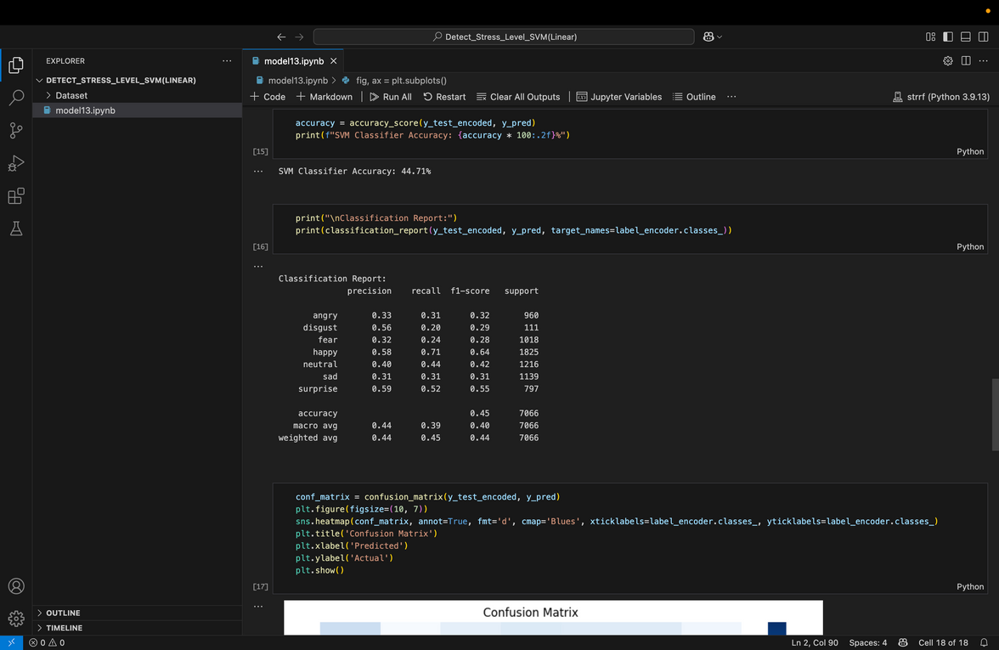 Detect_Stress_Level_SVM(Linear)
EXPLORER
DETECT_STRESS_LEVEL_SVM(LINEAR)
Dataset
model13.ipynb
OUTLINE
TIMELINE
model13.ipynb
model13.ipynb > fig, ax = plt.subplots()
+ Code + Markdown | Run All Restart Clear All Outputs | Jupyter Variables Outline ...
strrf (Python 3.9.13)
accuracy = accuracy_score(y_test_encoded, y_pred)
print(f"SVM Classifier Accuracy: {accuracy * 100:.2f}%")
[15] Python
... SVM Classifier Accuracy: 44.71%
print("\nClassification Report:")
print(classification_report(y_test_encoded, y_pred, target_names=label_encoder.classes_))
[16] Python
...
Classification Report:
precision recall f1-score support
angry 0.33 0.31 0.32 960
disgust 0.56 0.20 0.29 111
fear 0.32 0.24 0.28 1018
happy 0.58 0.71 0.64 1825
neutral 0.40 0.44 0.42 1216
sad 0.31 0.31 0.31 1139
surprise 0.59 0.52 0.55 797
accuracy 0.45 7066
macro avg 0.44 0.39 0.40 7066
weighted avg 0.44 0.45 0.44 7066
conf_matrix = confusion_matrix(y_test_encoded, y_pred)
plt.figure(figsize=(10, 7))
sns.heatmap(conf_matrix, annot=True, fmt='d', cmap='Blues', xticklabels=label_encoder.classes_, yticklabels=label_encoder.classes_)
plt.title('Confusion Matrix')
plt.xlabel('Predicted')
plt.ylabel('Actual')
plt.show()
[17] Python
...
Confusion Matrix
0 0 Ln 2, Col 90 Spaces: 4 Cell 18 of 18